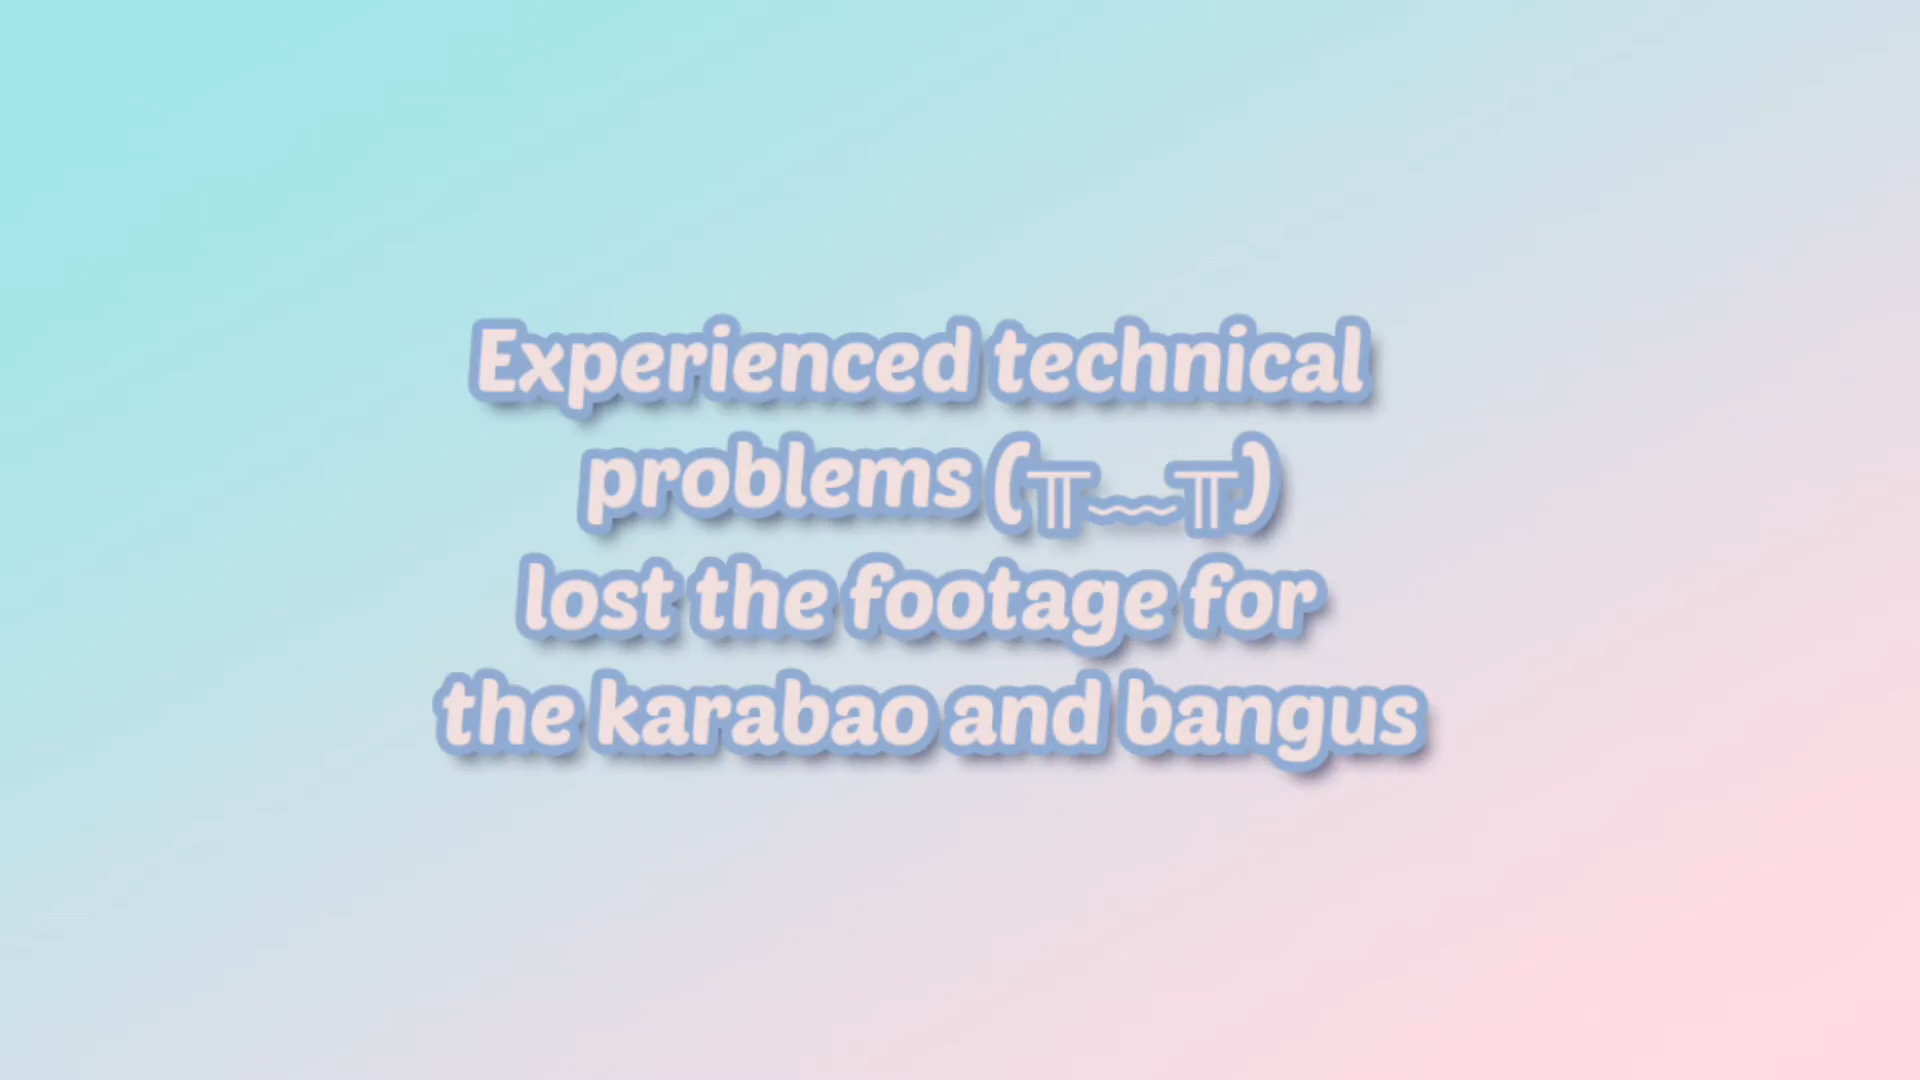 Experienced technical
problems (╥﹏╥)
lost the footage for
the karabao and bangus